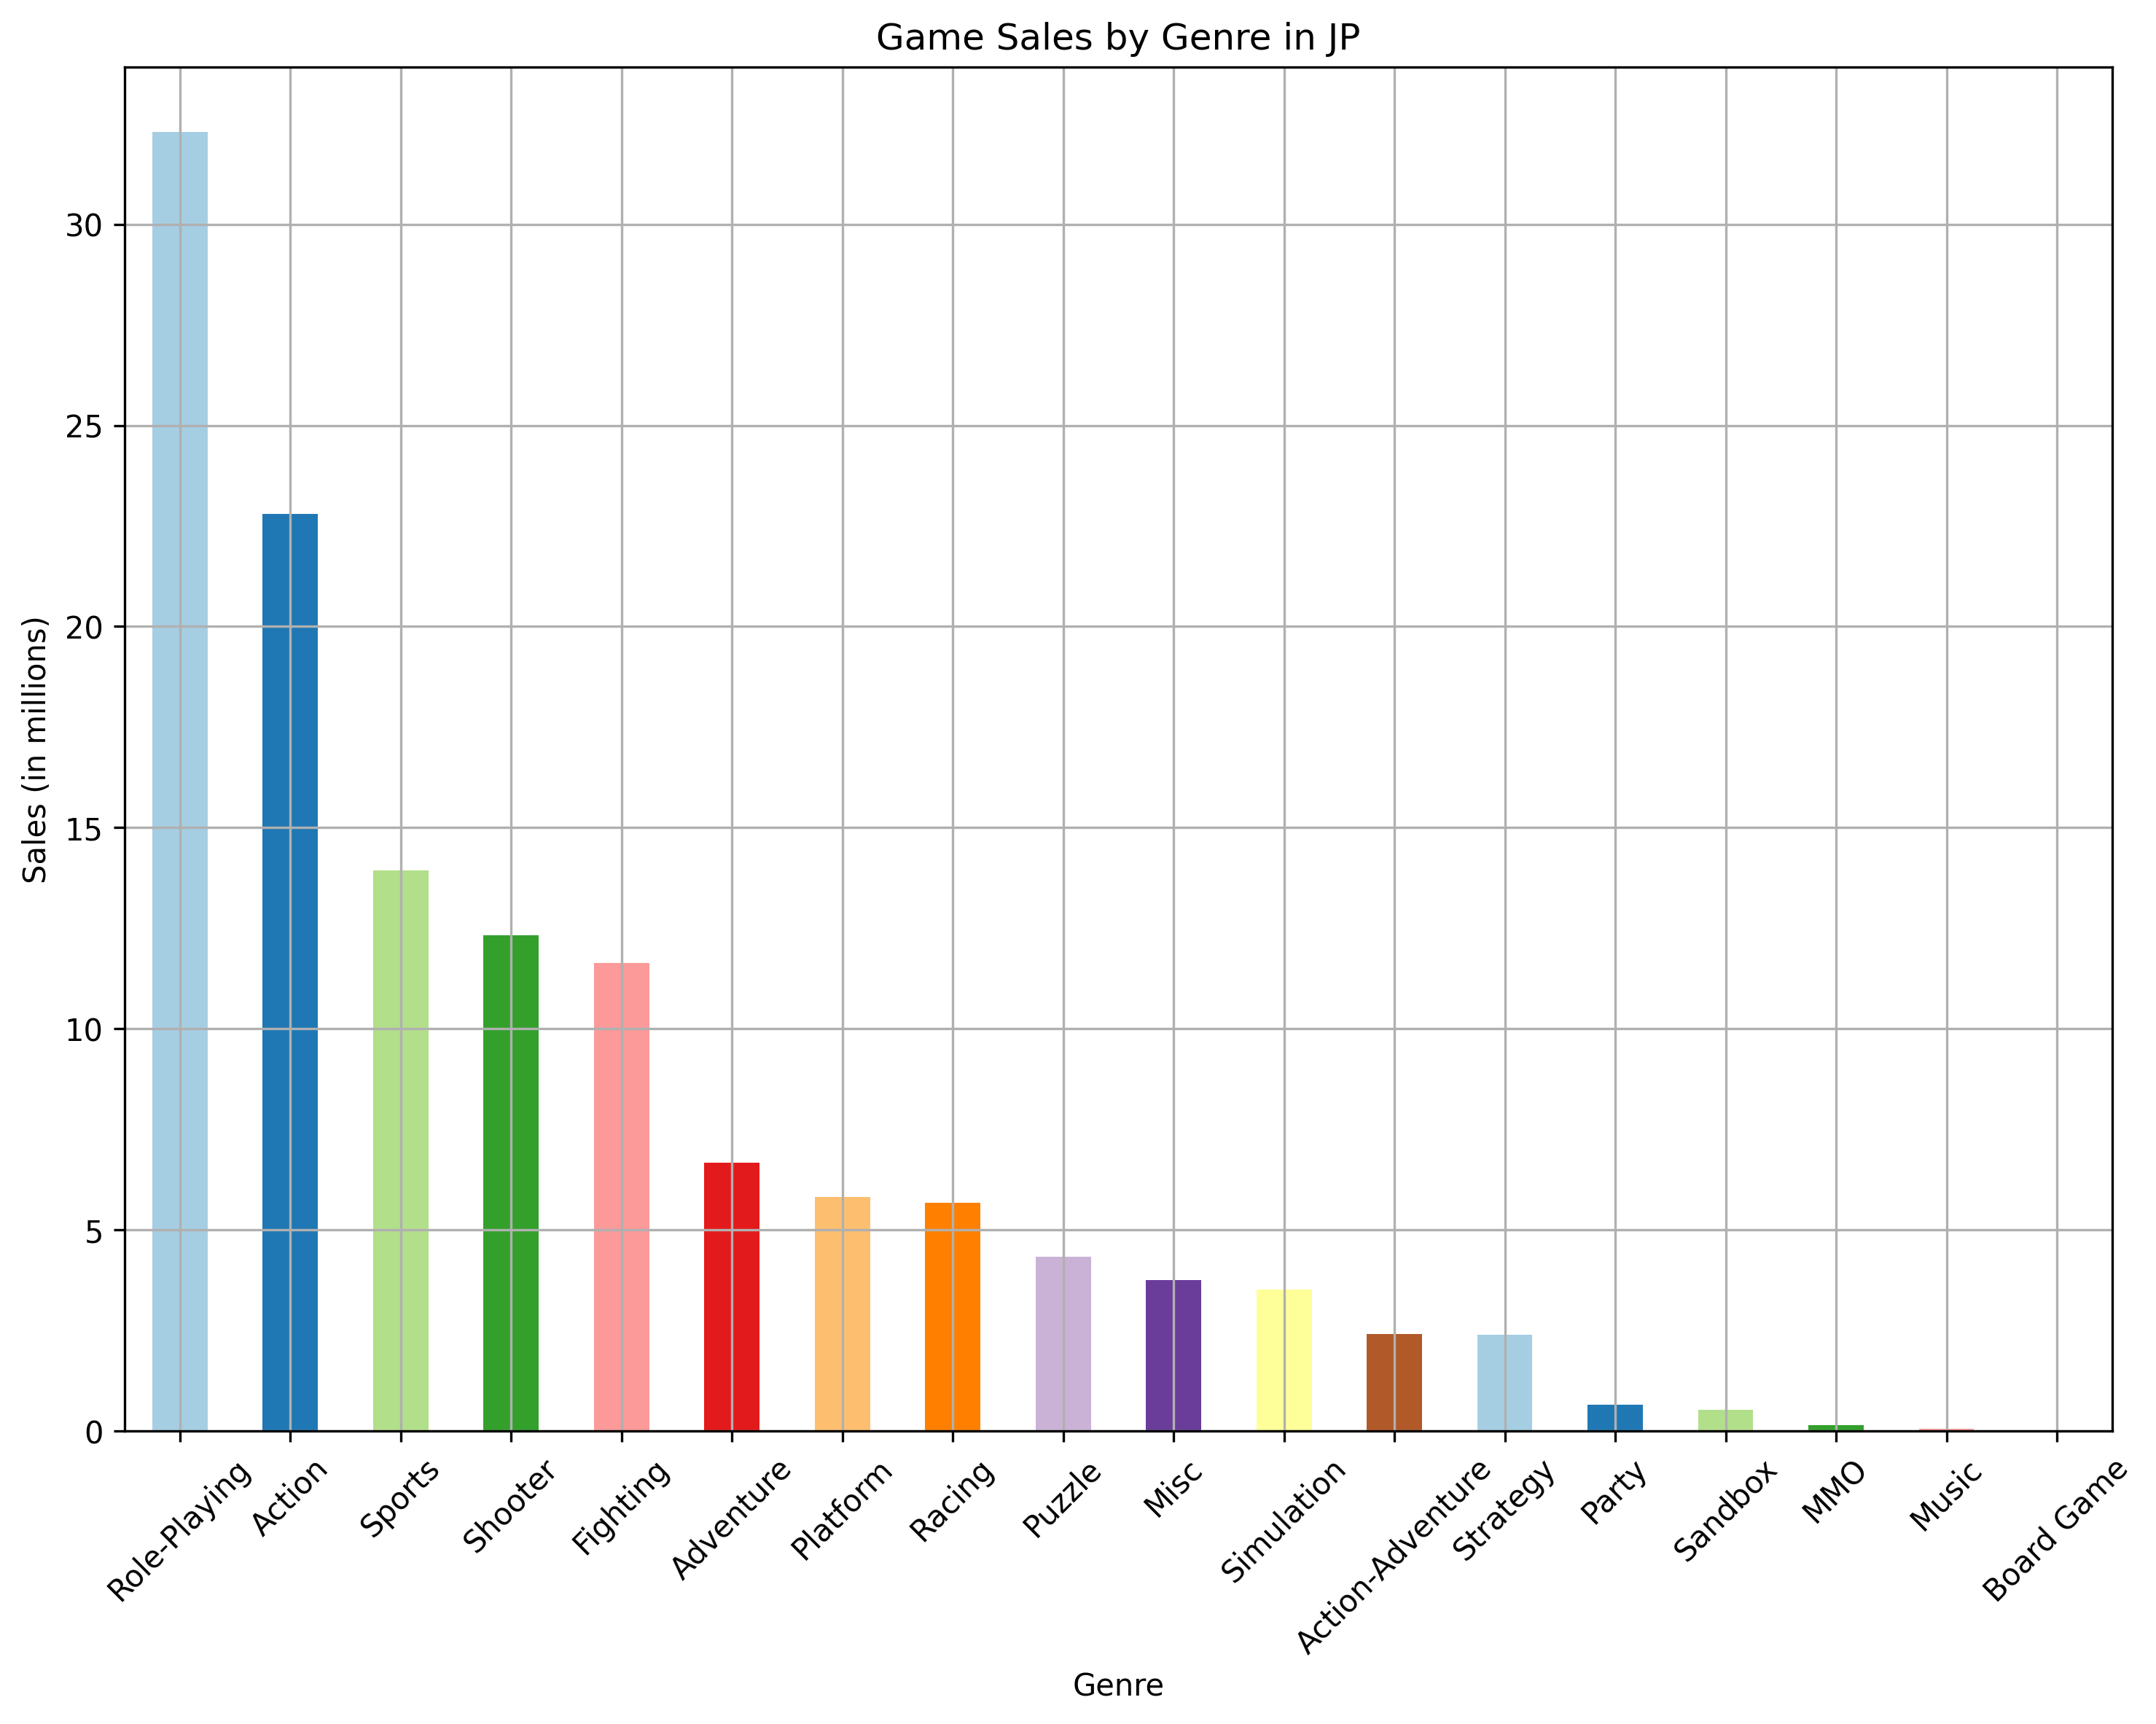 Game Sales by Genre in JP
Sales (in millions)
30
25
20
15
10
5
0
Role-Playing
Action
Sports
Shooter
Fighting
Adventure
Platform
Racing
Puzzle
Misc
Simulation
Action-Adventure
Strategy
Party
Sandbox
MMO
Music
Board Game
Genre